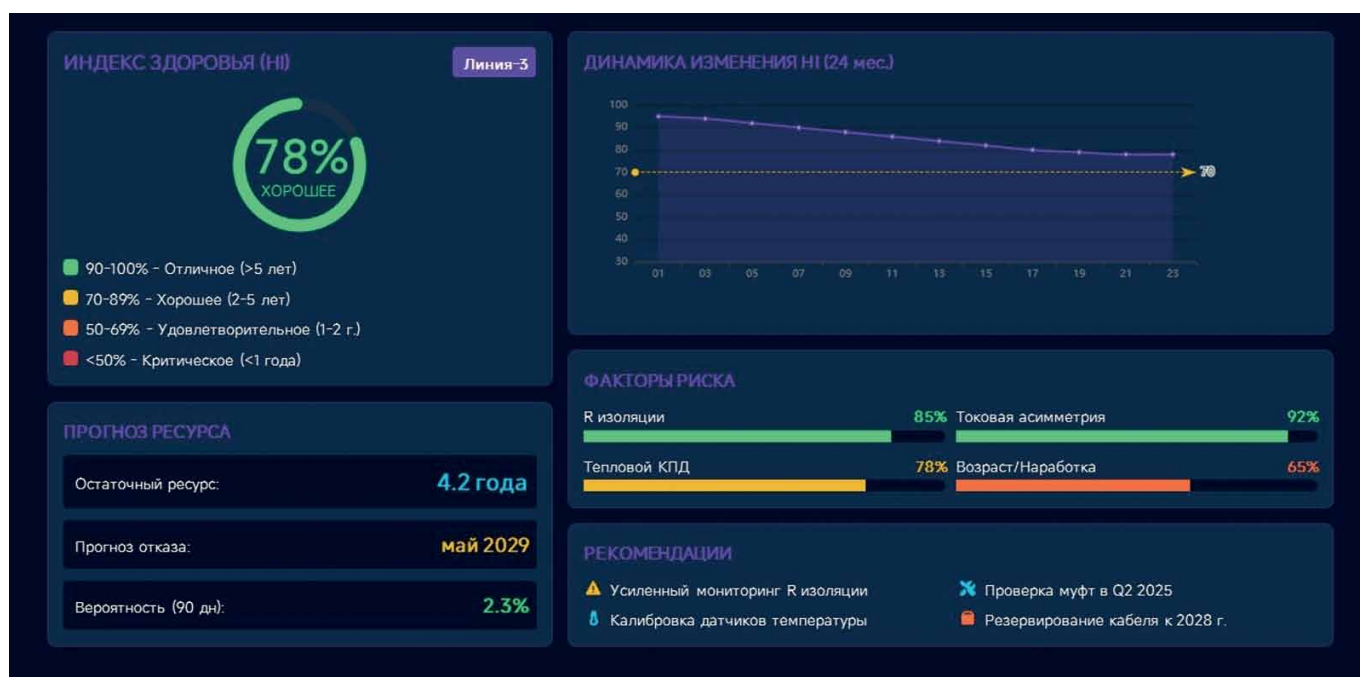 ИНДЕКС ЗДОРОВЬЯ (HI)
Линия-3
78%
ХОРОШЕЕ
90-100% - Отличное (>5 лет)
70-89% - Хорошее (2-5 лет)
50-69% - Удовлетворительное (1-2 г.)
<50% - Критическое (<1 года)
ПРОГНОЗ РЕСУРСА
Остаточный ресурс:
4.2 года
Прогноз отказа:
май 2029
Вероятность (90 дн):
2.3%
ДИНАМИКА ИЗМЕНЕНИЯ HI (24 мес.)
100
90
80
70
60
50
40
30
70
01 03 05 07 09 11 13 15 17 19 21 23
ФАКТОРЫ РИСКА
R изоляции
85%
Токовая асимметрия
92%
Тепловой КПД
78%
Возраст/Наработка
65%
РЕКОМЕНДАЦИИ
Усиленный мониторинг R изоляции
Проверка муфт в Q2 2025
Калибровка датчиков температуры
Резервирование кабеля к 2028 г.